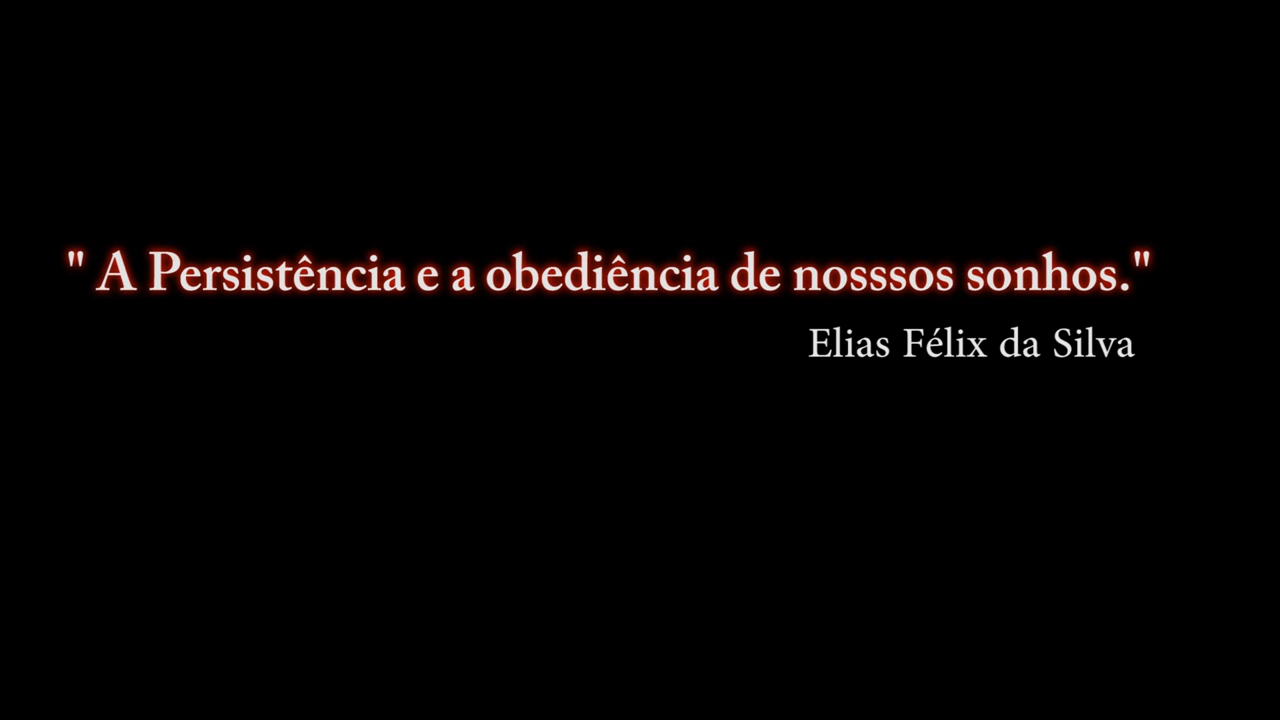 " A Persistência e a obediência de nosssos sonhos."
Elias Félix da Silva